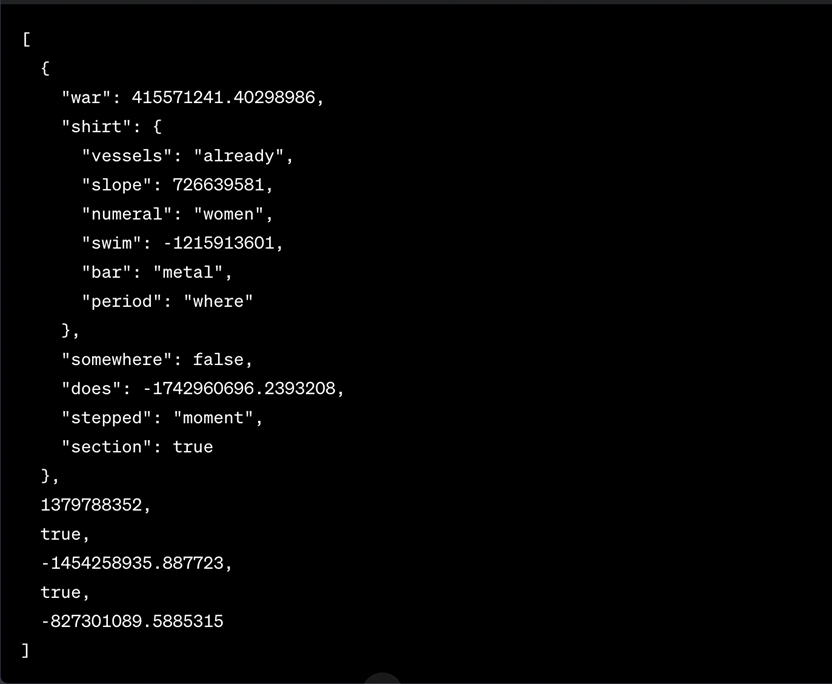 [
  {
    "war": 415571241.40298986,
    "shirt": {
      "vessels": "already",
      "slope": 726639581,
      "numeral": "women",
      "swim": -1215913601,
      "bar": "metal",
      "period": "where"
    },
    "somewhere": false,
    "does": -1742960696.2393208,
    "stepped": "moment",
    "section": true
  },
  1379788352,
  true,
  -1454258935.887723,
  true,
  -827301089.5885315
]